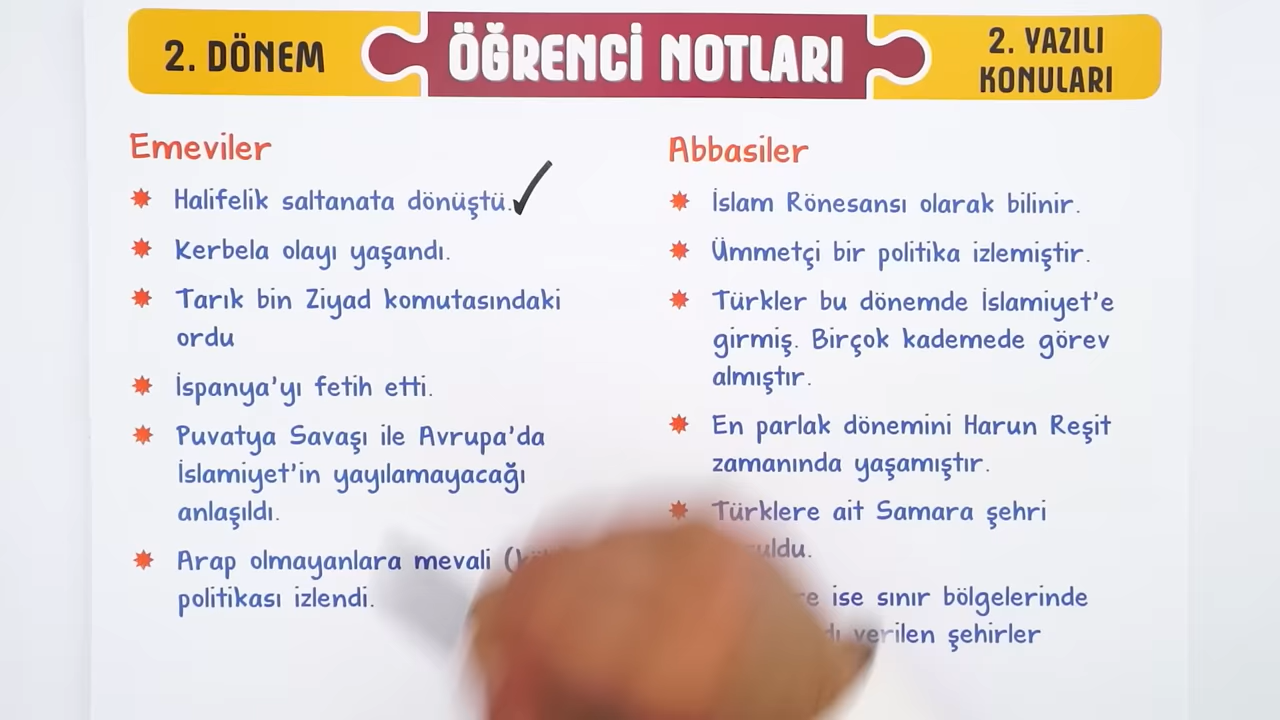 2. DÖNEM
ÖĞRENCİ NOTLARI
2. YAZILI
KONULARI
Emeviler
Halifelik saltanata dönüştü.
Kerbela olayı yaşandı.
Tarık bin Ziyad komutasındaki
ordu
İspanya'yı fetih etti.
Puvatya Savaşı ile Avrupa'da
İslamiyet'in yayılamayacağı
anlaşıldı.
Arap olmayanlara mevali
politikası izlendi.
Abbasiler
İslam Rönesansı olarak bilinir.
Ümmetçi bir politika izlemiştir.
Türkler bu dönemde İslamiyet'e
girmiş. Birçok kademede görev
almıştır.
En parlak dönemini Harun Reşit
zamanında yaşamıştır.
Türklere ait Samara şehri
ise sınır bölgelerinde
verilen şehirler